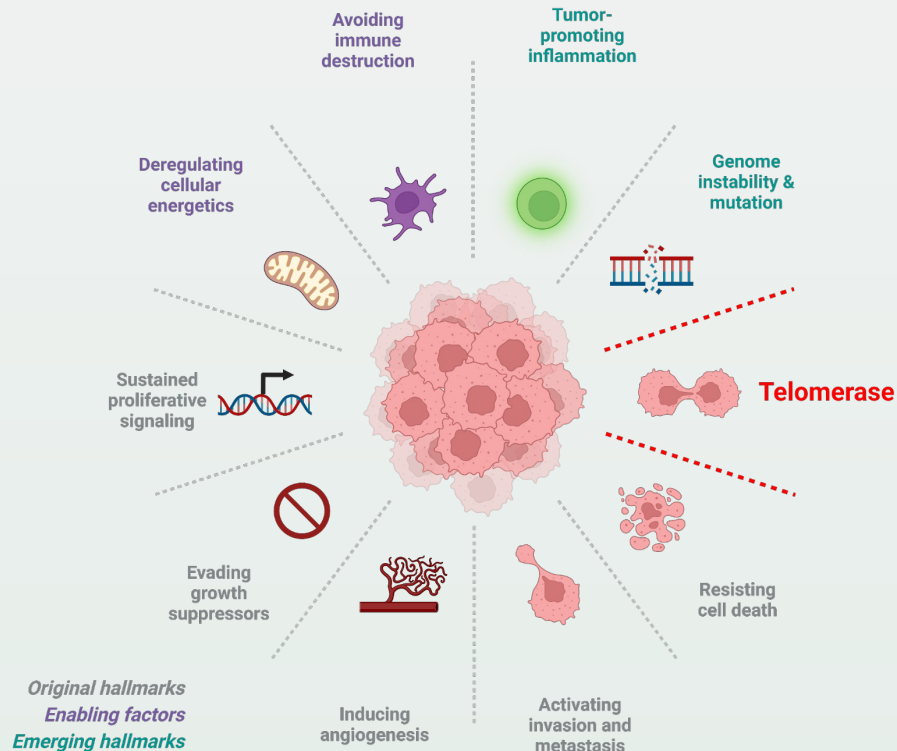 Avoiding
immune
destruction
Tumor-
promoting
inflammation
Deregulating
cellular
energetics
Genome
instability &
mutation
Sustained
proliferative
signaling
Telomerase
Evading
growth
suppressors
Resisting
cell death
Inducing
angiogenesis
Activating
invasion and
metastasis
Original hallmarks
Enabling factors
Emerging hallmarks